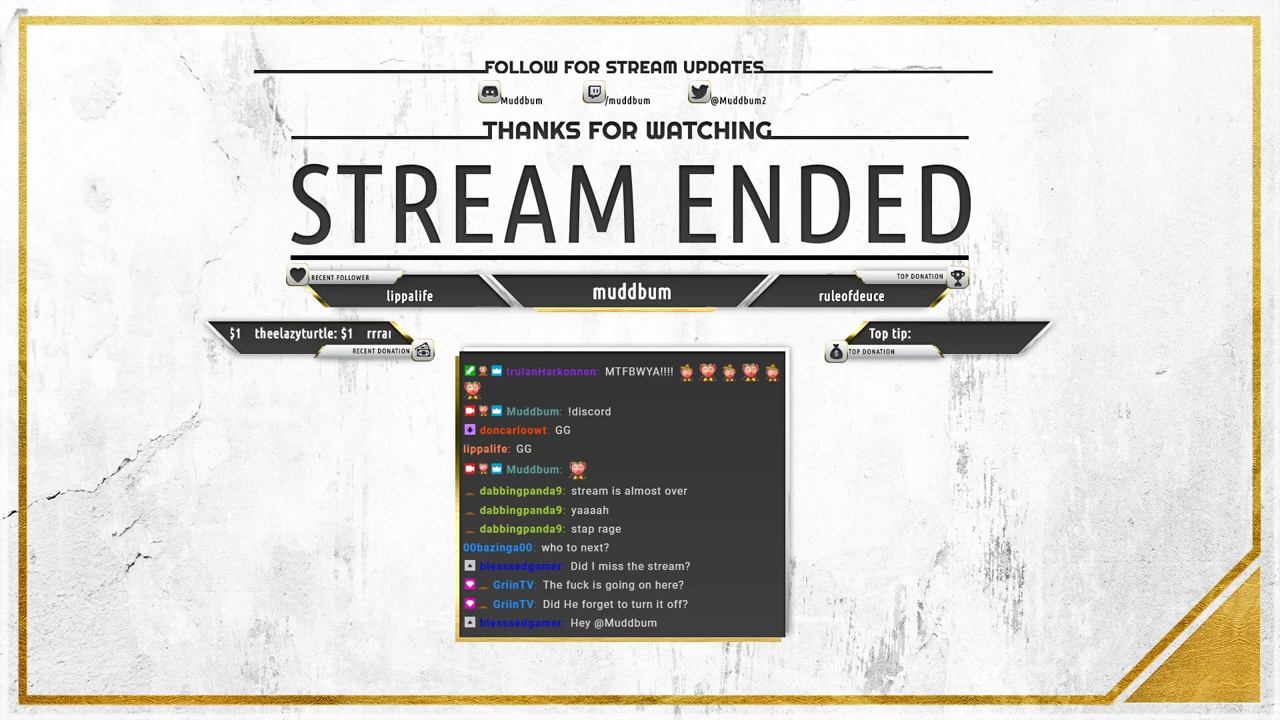 FOLLOW FOR STREAM UPDATES
Muddbum /muddbum @Muddbum2
THANKS FOR WATCHING
STREAM ENDED
RECENT FOLLOWER
TOP DONATION
lippalife
muddbum
ruleofdeuce
$1 theelazyturtle: $1
RECENT DONATION
Top tip:
TOP DONATION
IrulanHarkonnen: MTFBWYA!!!!
Muddbum: !discord
doncarloowt: GG
lippalife: GG
Muddbum:
dabbingpanda9: stream is almost over
dabbingpanda9: yaaaah
dabbingpanda9: stap rage
00bazinga00: who to next?
blesssedgamer: Did I miss the stream?
GriinTV: The fuck is going on here?
GriinTV: Did He forget to turn it off?
blesssedgamer: Hey @Muddbum